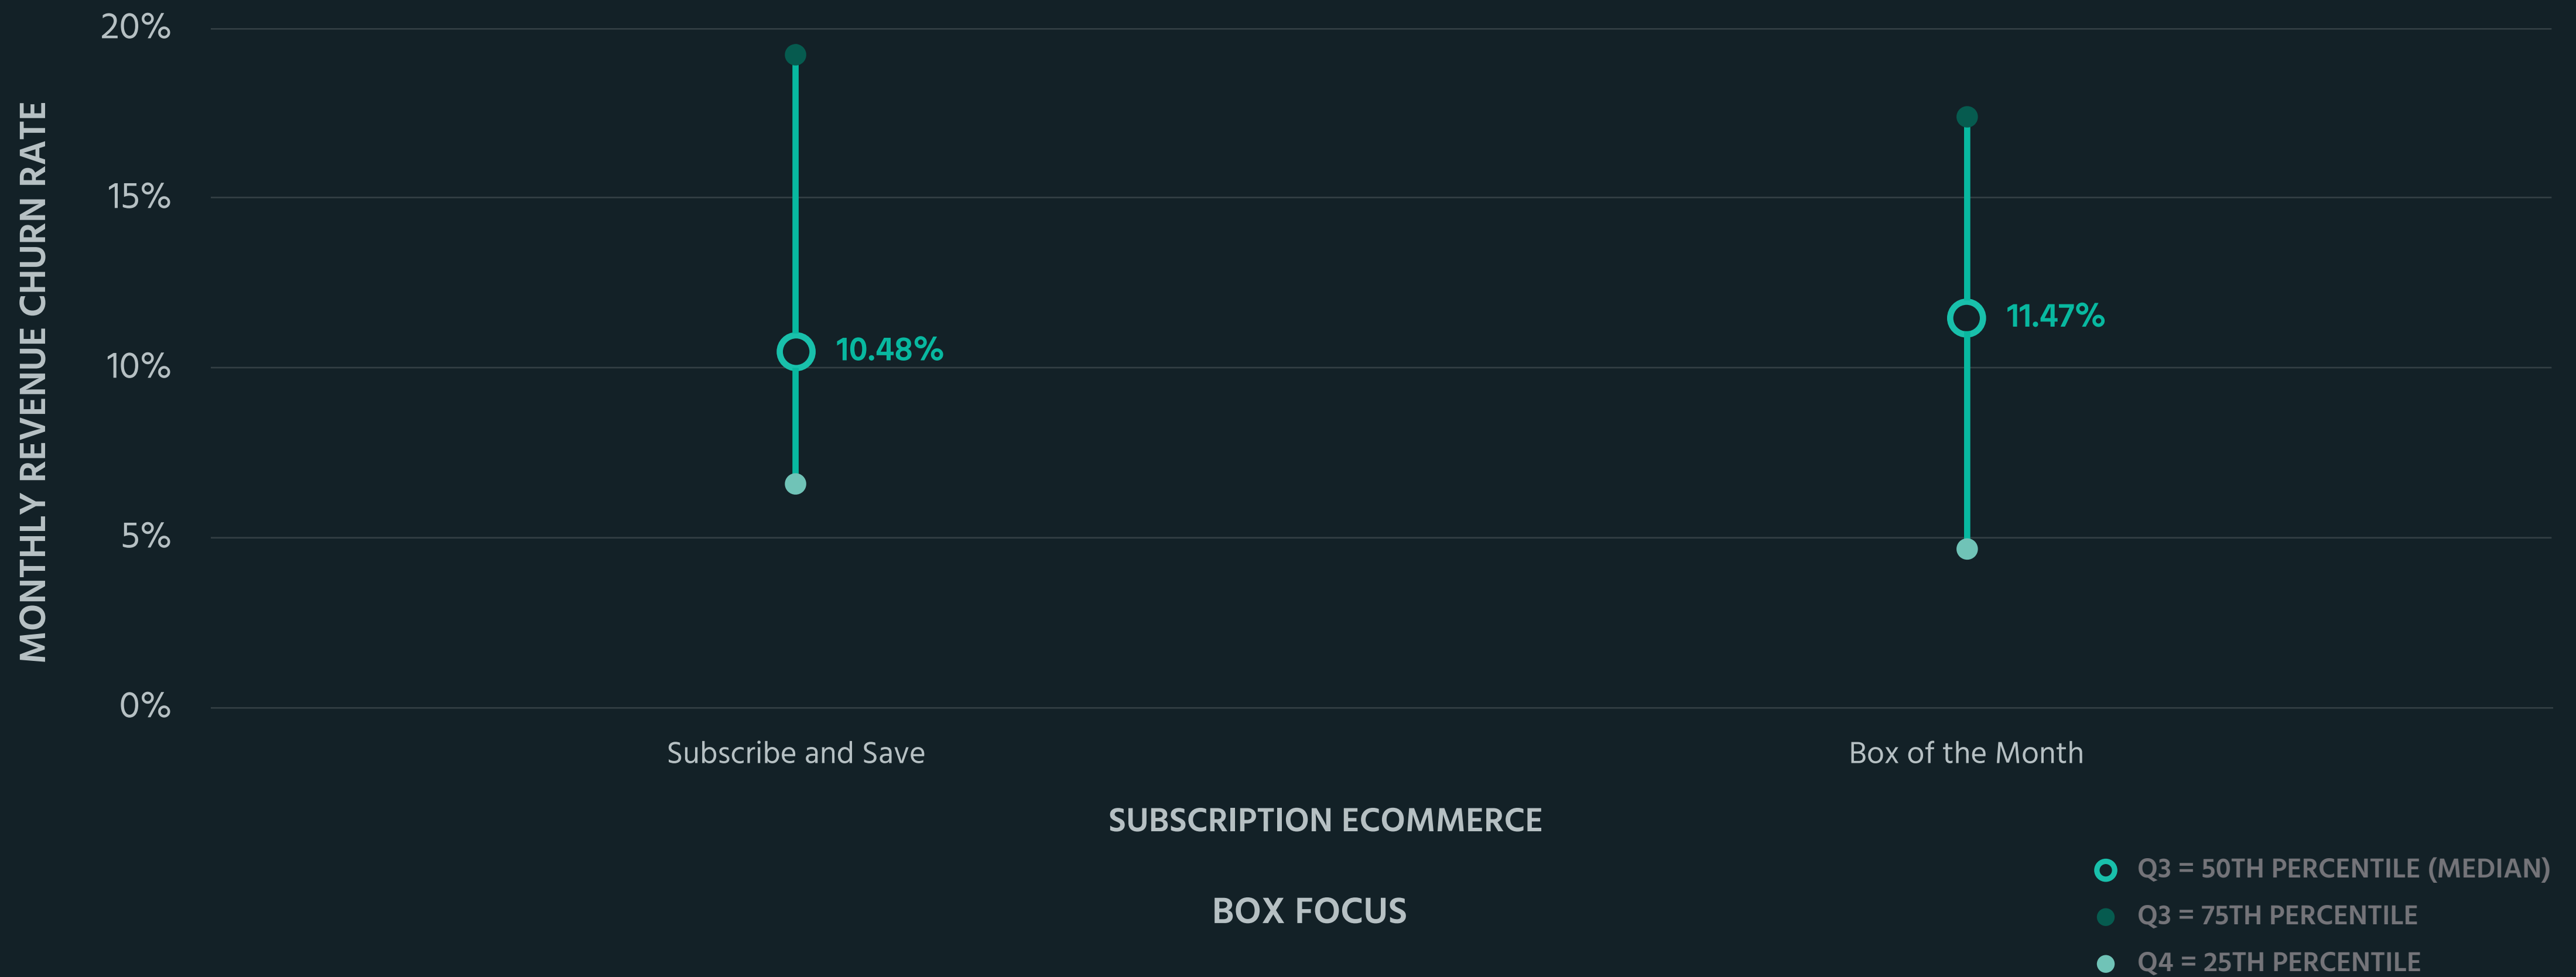 MONTHLY REVENUE CHURN RATE
20%
15%
10%
5%
0%
10.48%
11.47%
Subscribe and Save
Box of the Month
SUBSCRIPTION ECOMMERCE
BOX FOCUS
Q3 = 50TH PERCENTILE (MEDIAN)
Q3 = 75TH PERCENTILE
Q4 = 25TH PERCENTILE